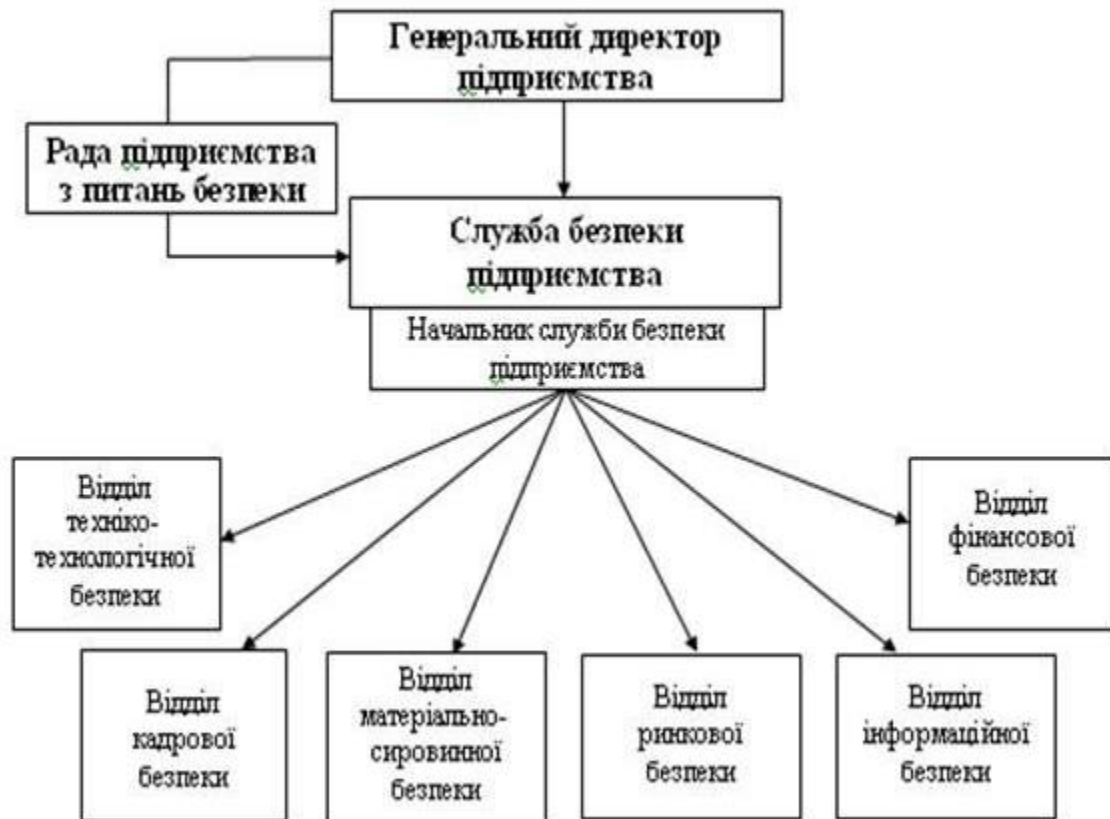 Генеральний директор
підприємства
Рада підприємства
з питань безпеки
Служба безпеки
підприємства
Начальник служби безпеки
підприємства
Відділ
техніко-
технологічної
безпеки
Відділ
фінансової
безпеки
Відділ
кадрової
безпеки
Відділ
матеріально-
сировинної
безпеки
Відділ
ринкової
безпеки
Відділ
інформаційної
безпеки